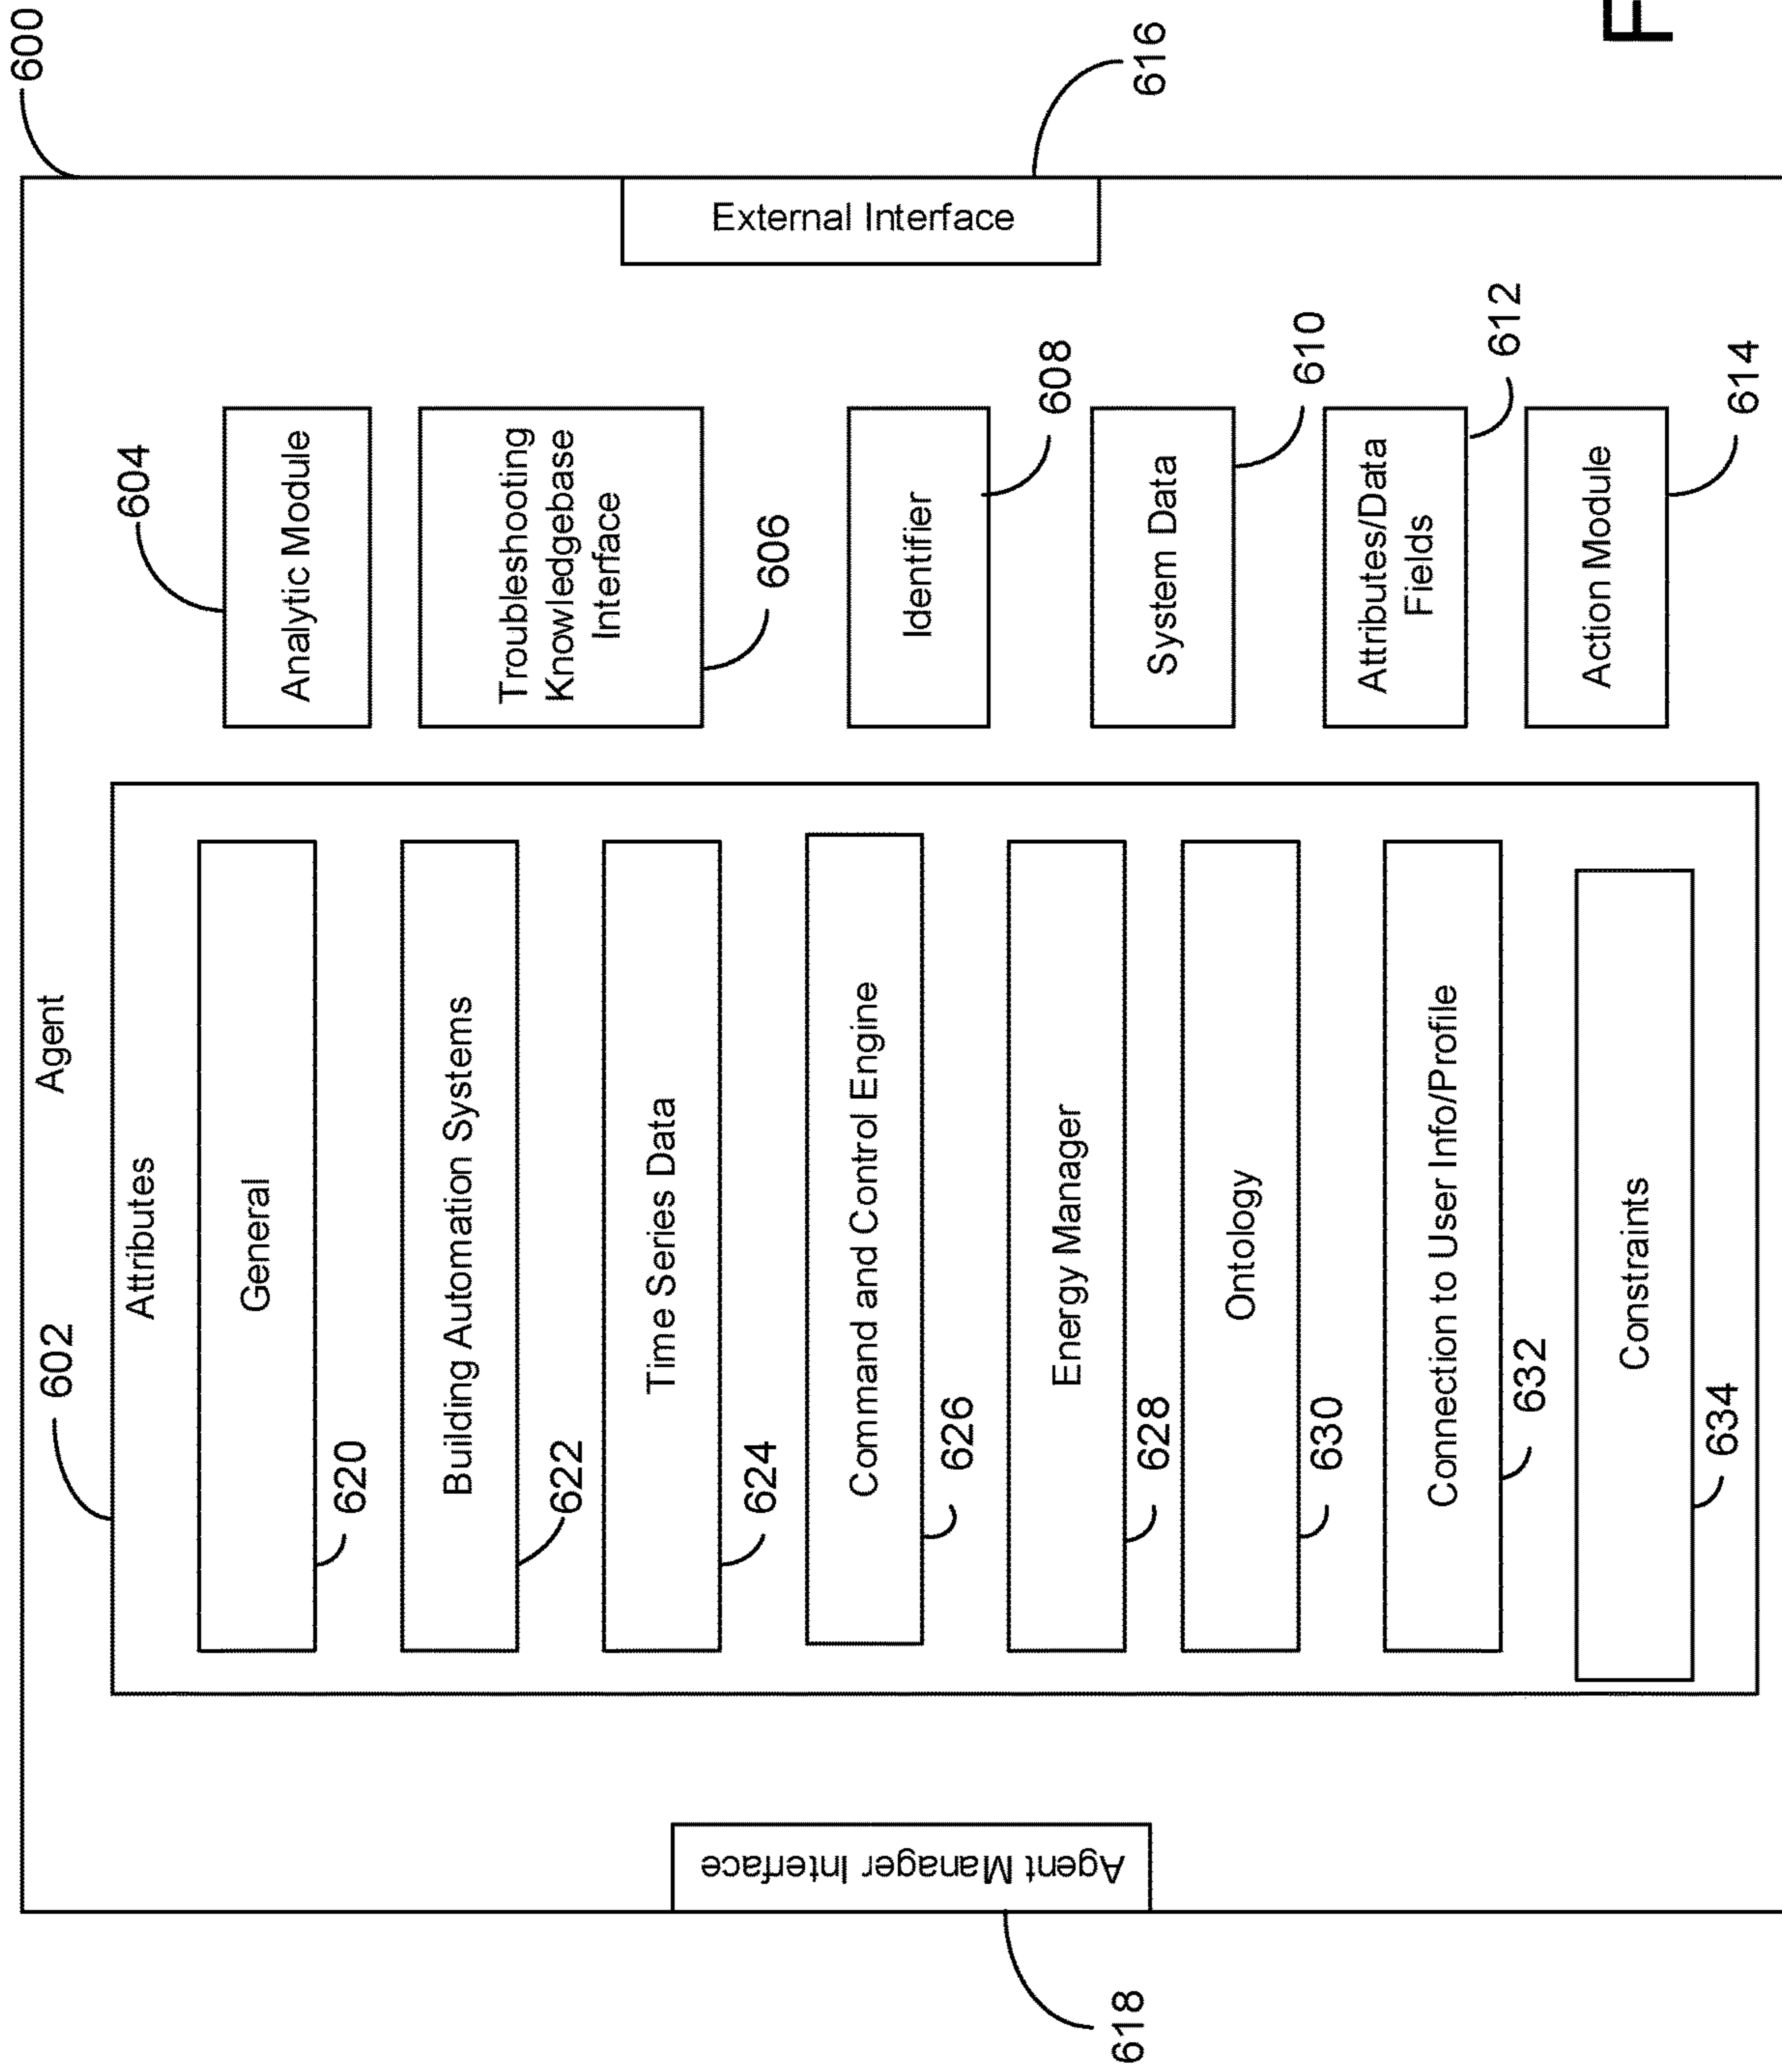 600
Agent
602
Attributes
604
General
Analytic Module
620
Building Automation Systems
Troubleshooting
Knowledgebase
Interface
622
606
Time Series Data
624
External Interface
Agent Manager Interface
Command and Control Engine
626
Identifier
608
618
616
Energy Manager
628
System Data
Ontology
630
610
Connection to User Info/Profile
Attributes/Data
Fields
632
612
Constraints
Action Module
634
614
F